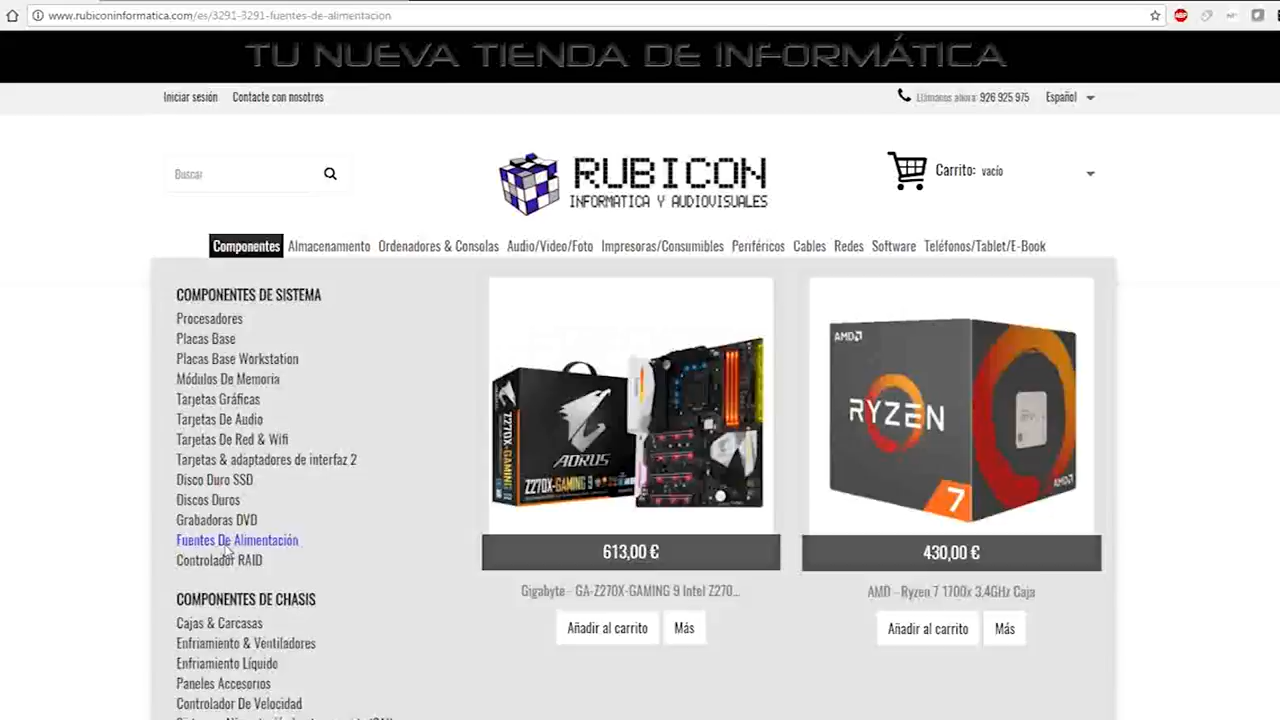 www.rubiconinformatica.com/es/3291-3291-fuentes-de-alimentacion
ABP
TU NUEVA TIENDA DE INFORMÁTICA
Iniciar sesión Contacte con nosotros
Llámanos ahora: 926 925 975 Español
Buscar
RUBICON
INFORMATICA Y AUDIOVISUALES
Carrito: vacío
Componentes Almacenamiento Ordenadores & Consolas Audio/Video/Foto Impresoras/Consumibles Periféricos Cables Redes Software Teléfonos/Tablet/E-Book
COMPONENTES DE SISTEMA
Procesadores
Placas Base
Placas Base Workstation
Módulos De Memoria
Tarjetas Gráficas
Tarjetas De Audio
Tarjetas De Red & Wifi
Tarjetas & adaptadores de interfaz 2
Disco Duro SSD
Discos Duros
Grabadoras DVD
Fuentes De Alimentación
Controlador RAID
COMPONENTES DE CHASIS
Cajas & Carcasas
Enfriamiento & Ventiladores
Enfriamiento Líquido
Paneles Accesorios
Controlador De Velocidad
AORUS
Z270X-GAMING 9
Z270X-GAMING 9
613,00 €
Gigabyte - GA-Z270X-GAMING 9 Intel Z270...
Añadir al carrito Más
AMD
RYZEN
7
AMD
430,00 €
AMD - Ryzen 7 1700x 3.4GHz Caja
Añadir al carrito Más